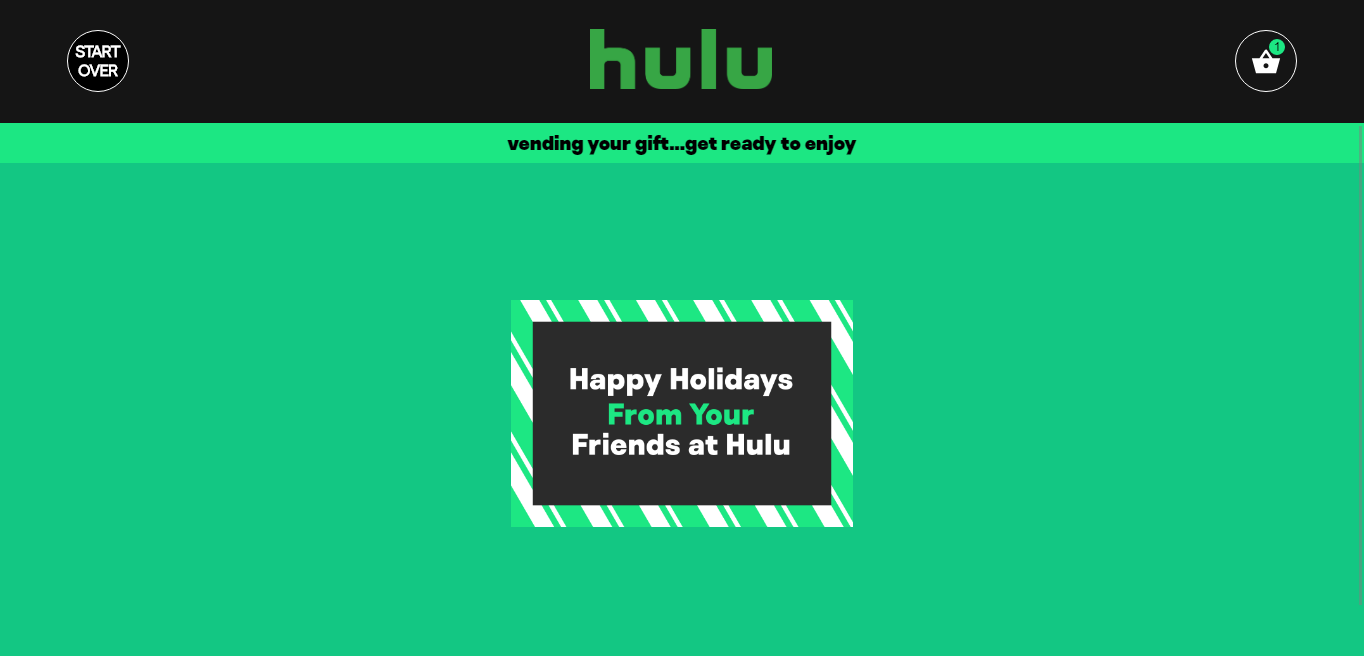 START
OVER
hulu
1
vending your gift...get ready to enjoy
Happy Holidays
From Your
Friends at Hulu